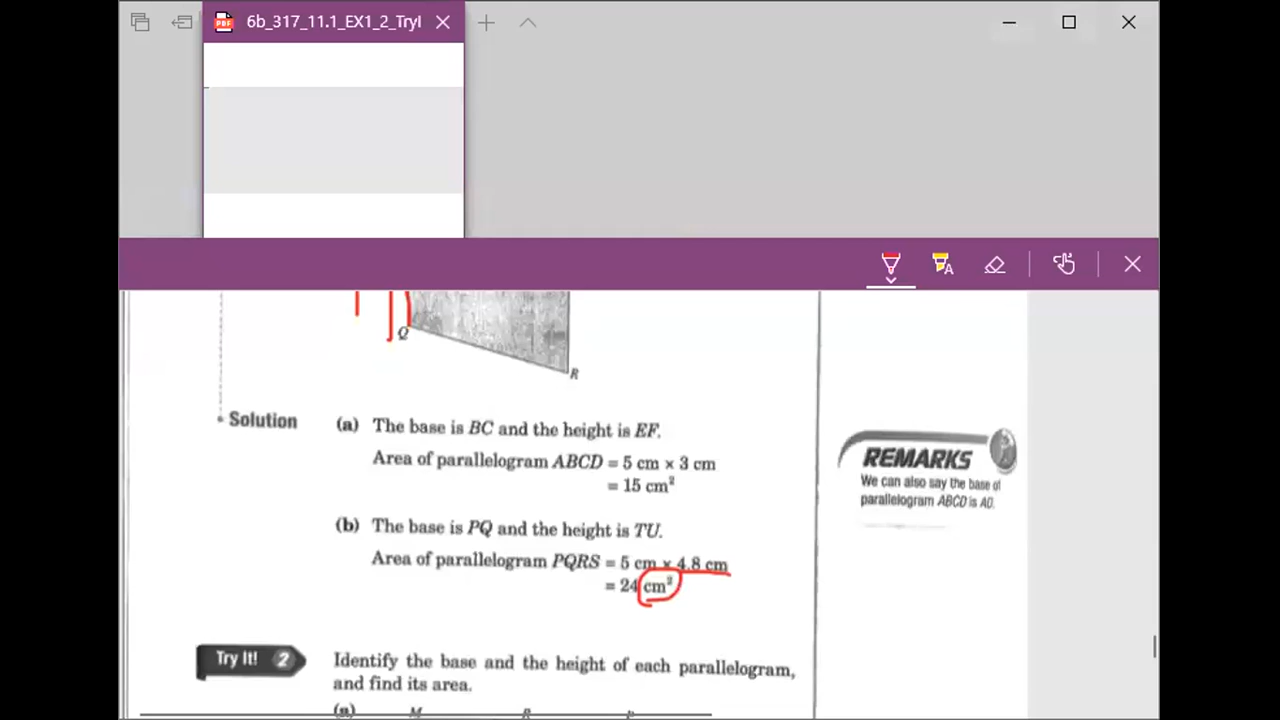 6b_317_11.1_EX1_2_TryI
Q
R
Solution
(a) The base is BC and the height is EF.
Area of parallelogram ABCD = 5 cm × 3 cm
= 15 cm²
(b) The base is PQ and the height is TU.
Area of parallelogram PQRS = 5 cm × 4.8 cm
= 24 cm²
REMARKS
We can also say the base of
parallelogram ABCD is AD.
Try It! 2
Identify the base and the height of each parallelogram,
and find its area.
(a)